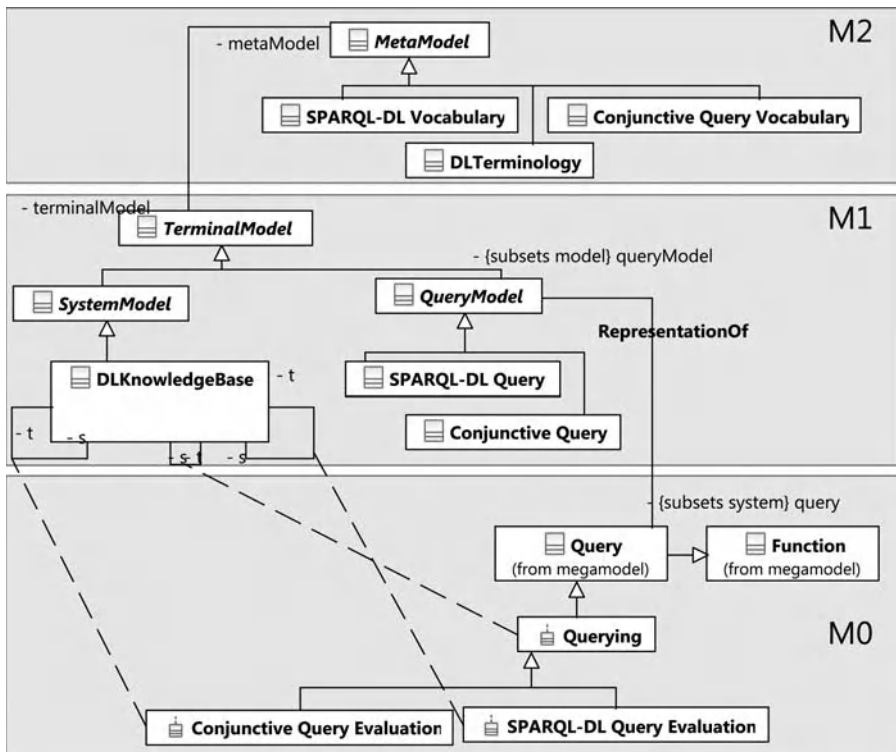 M2
- metaModel
MetaModel
SPARQL-DL Vocabulary
Conjunctive Query Vocabulary
DLTerminology
M1
- terminalModel
TerminalModel
- {subsets model} queryModel
SystemModel
QueryModel
RepresentationOf
DLKnowledgeBase
- t
SPARQL-DL Query
- t
- s
Conjunctive Query
- s
- t
- s
- {subsets system} query
Query
(from megamodel)
Function
(from megamodel)
Querying
M0
Conjunctive Query Evaluation
SPARQL-DL Query Evaluation